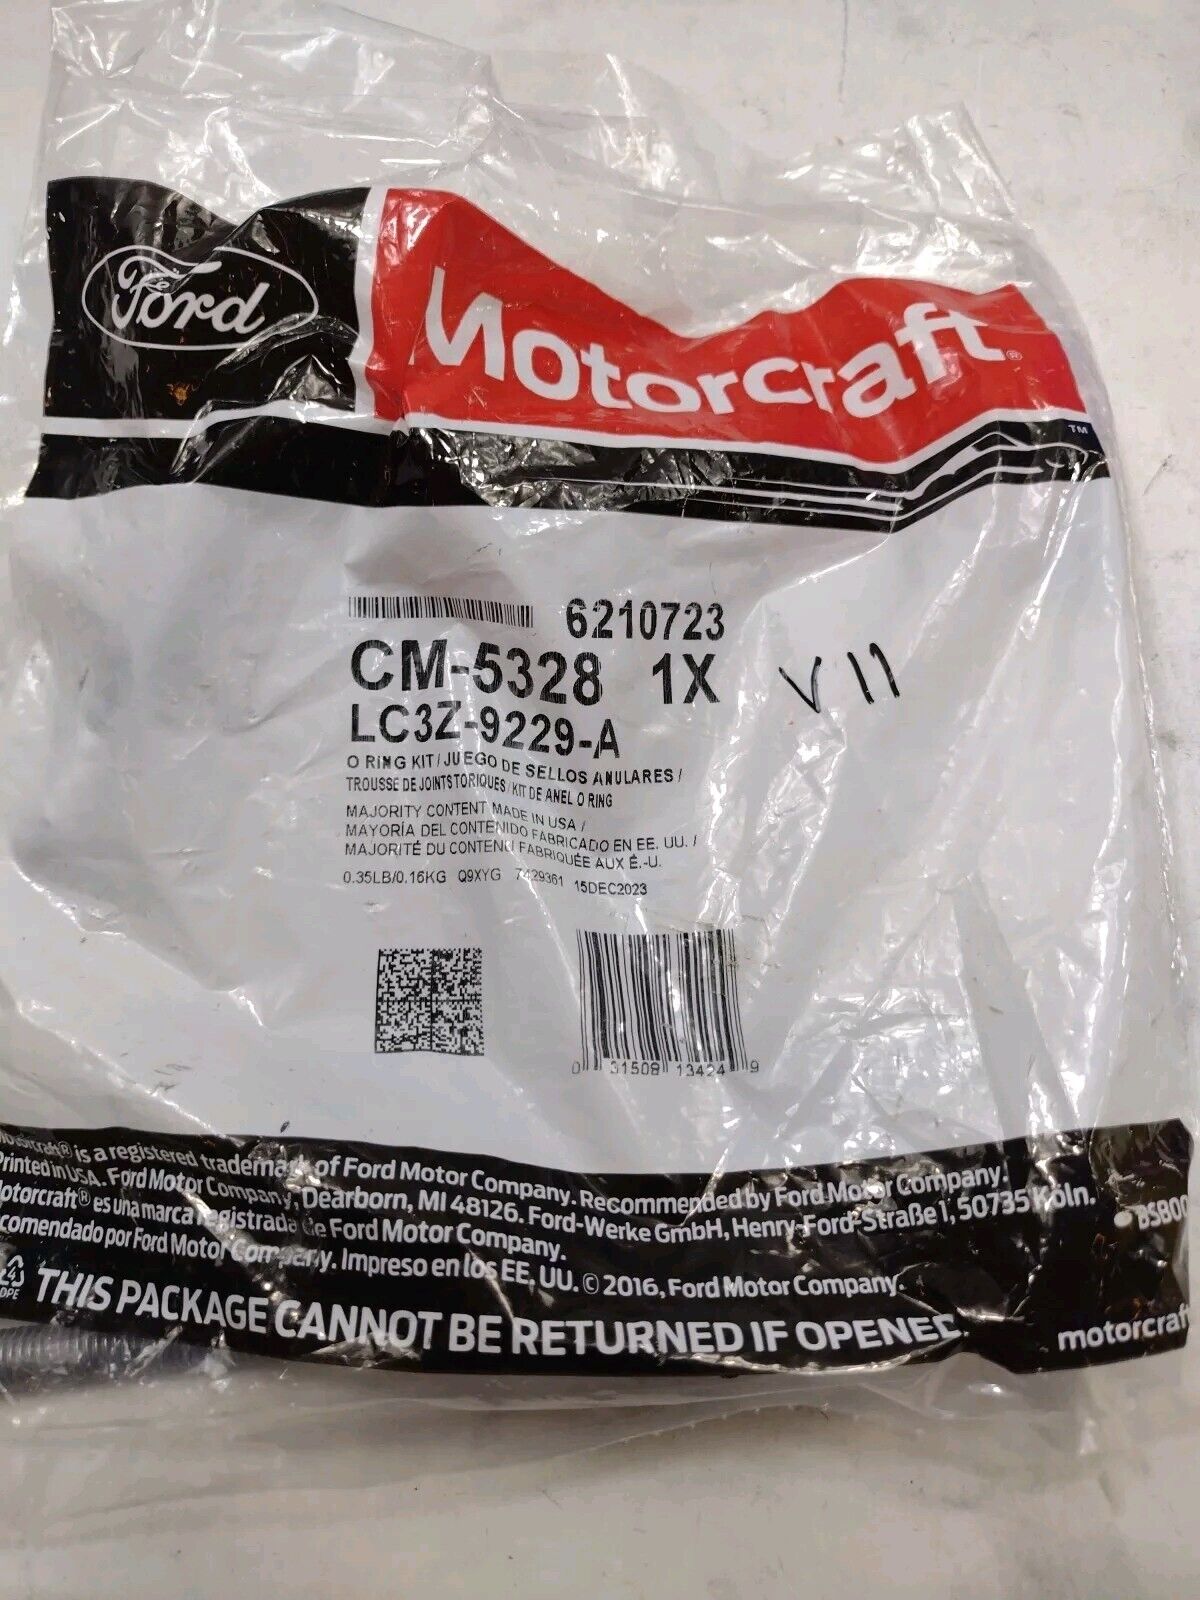 Ford
Motorcraft®
TM
6210723
CM-5328 1X
V11
LC3Z-9229-A
O RING KIT / JUEGO DE SELLOS ANULARES /
TROUSSE DE JOINTS TORIQUES / KIT DE ANEL O RING
MAJORITY CONTENT MADE IN USA /
MAYORÍA DEL CONTENIDO FABRICADO EN EE. UU. /
MAJORITÉ DU CONTENU FABRIQUÉE AUX É.-U.
0.35LB/0.16KG Q9XYG 7429361 15DEC2023
0 31508 13424 9
Motorcraft® is a registered trademark of Ford Motor Company. Recommended by Ford Motor Company.
Printed in USA. Ford Motor Company, Dearborn, MI 48126. Ford-Werke GmbH, Henry-Ford-Straße 1, 50735 Köln.
Motorcraft® es una marca registrada de Ford Motor Company.
comendado por Ford Motor Company. Impreso en los EE. UU. © 2016, Ford Motor Company.
BSB00
4
DPE
THIS PACKAGE CANNOT BE RETURNED IF OPENED.
motorcraft